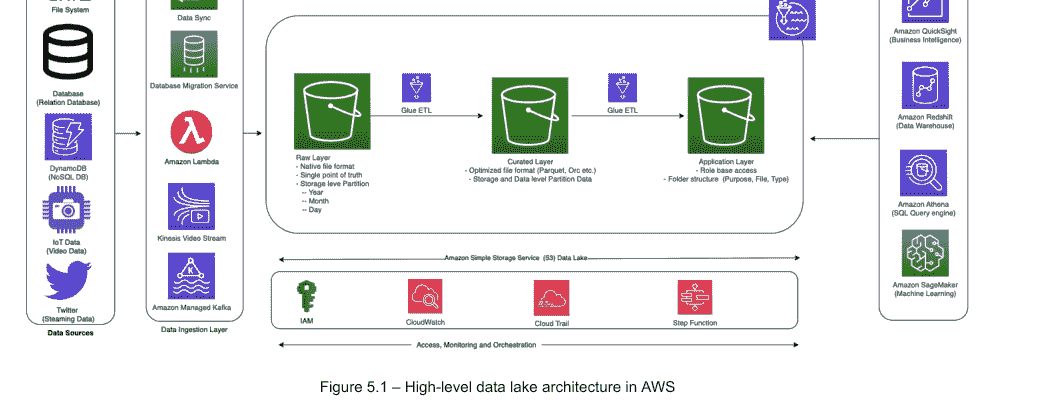 File System
Database
(Relation Database)
DynamoDB
(NoSQL DB)
IoT Data
(Video Data)
Twitter
(Steaming Data)
Data Sources
Data Sync
Database Migration Service
Amazon Lambda
Kinesis Video Stream
Amazon Managed Kafka
Data Ingestion Layer
Raw Layer
- Native file format
- Single point of truth
- Storage leve Partition
-- Year
-- Month
-- Day
Glue ETL
Curated Layer
- Optimized file format (Parquet, Orc etc.)
- Storage and Data level Partition Data
Glue ETL
Application Layer
- Role base access
- Folder structure (Purpose, File, Type)
Amazon Simple Storage Service (S3) Data Lake
IAM
CloudWatch
Cloud Trail
Step Function
Access, Monitoring and Orchestration
Amazon QuickSight
(Business Intelligence)
Amazon Redshift
(Data Warehouse)
Amazon Athena
(SQL Query engine)
Amazon SageMaker
(Machine Learning)
Figure 5.1 – High-level data lake architecture in AWS